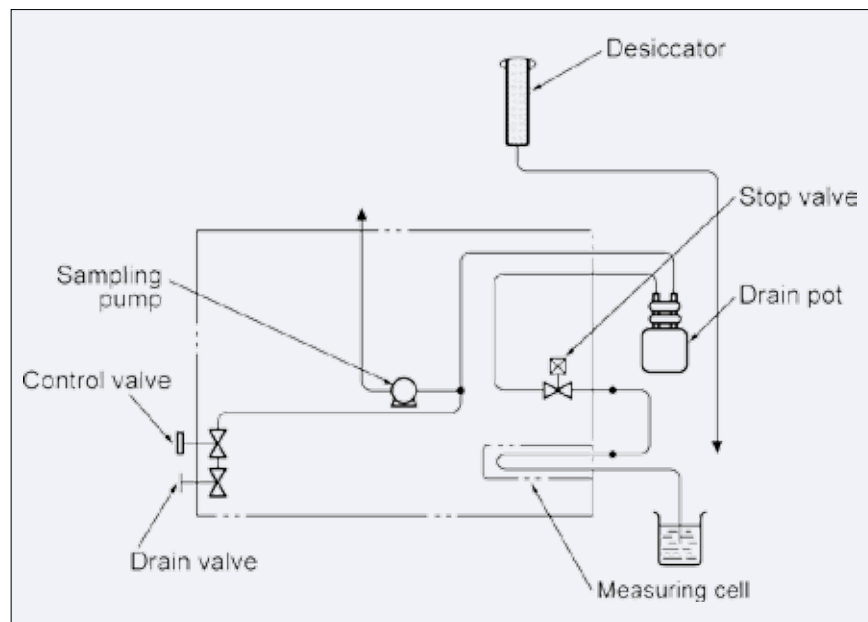 Desiccator
Stop valve
Sampling
pump
Drain pot
Control valve
Drain valve
Measuring cell